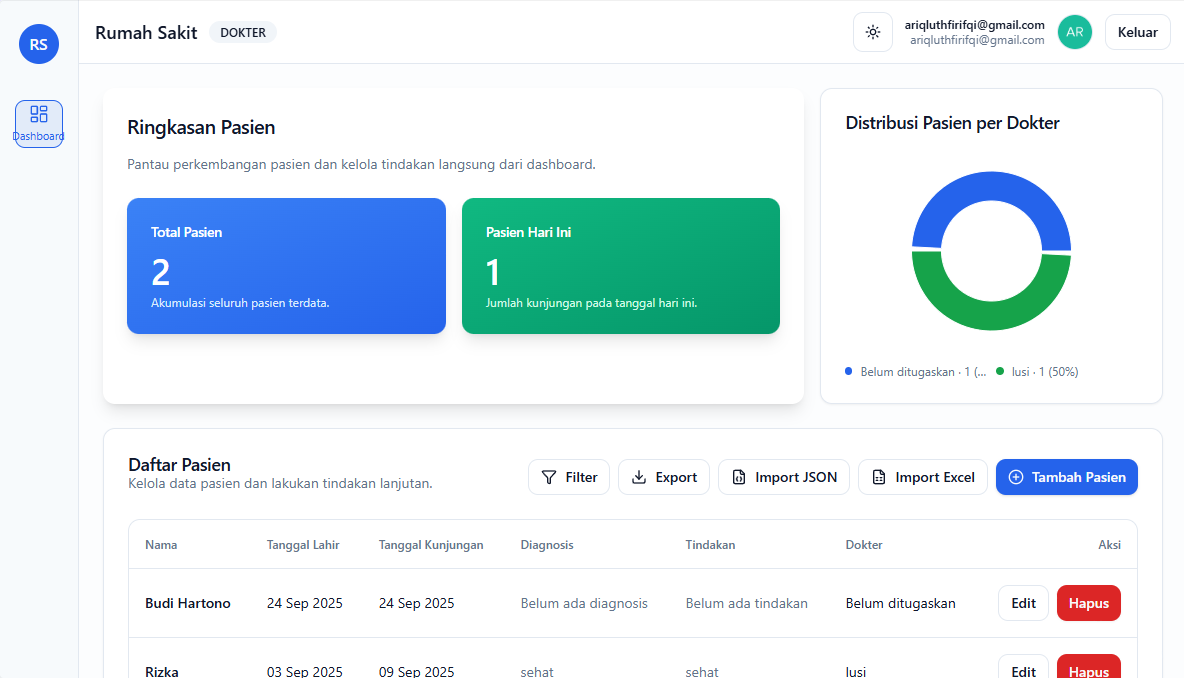 RS
Dashboard
Rumah Sakit
DOKTER
ariqluthfirifqi@gmail.com
ariqluthfirifqi@gmail.com
AR
Keluar
Ringkasan Pasien
Pantau perkembangan pasien dan kelola tindakan langsung dari dashboard.
Total Pasien
2
Akumulasi seluruh pasien terdata.
Pasien Hari Ini
1
Jumlah kunjungan pada tanggal hari ini.
Distribusi Pasien per Dokter
Belum ditugaskan · 1 (... lusi · 1 (50%)
Daftar Pasien
Kelola data pasien dan lakukan tindakan lanjutan.
Filter Export Import JSON Import Excel Tambah Pasien
Nama Tanggal Lahir Tanggal Kunjungan Diagnosis Tindakan Dokter Aksi
Budi Hartono 24 Sep 2025 24 Sep 2025 Belum ada diagnosis Belum ada tindakan Belum ditugaskan Edit Hapus
Rizka 03 Sep 2025 09 Sep 2025 sehat sehat lusi Edit Hapus